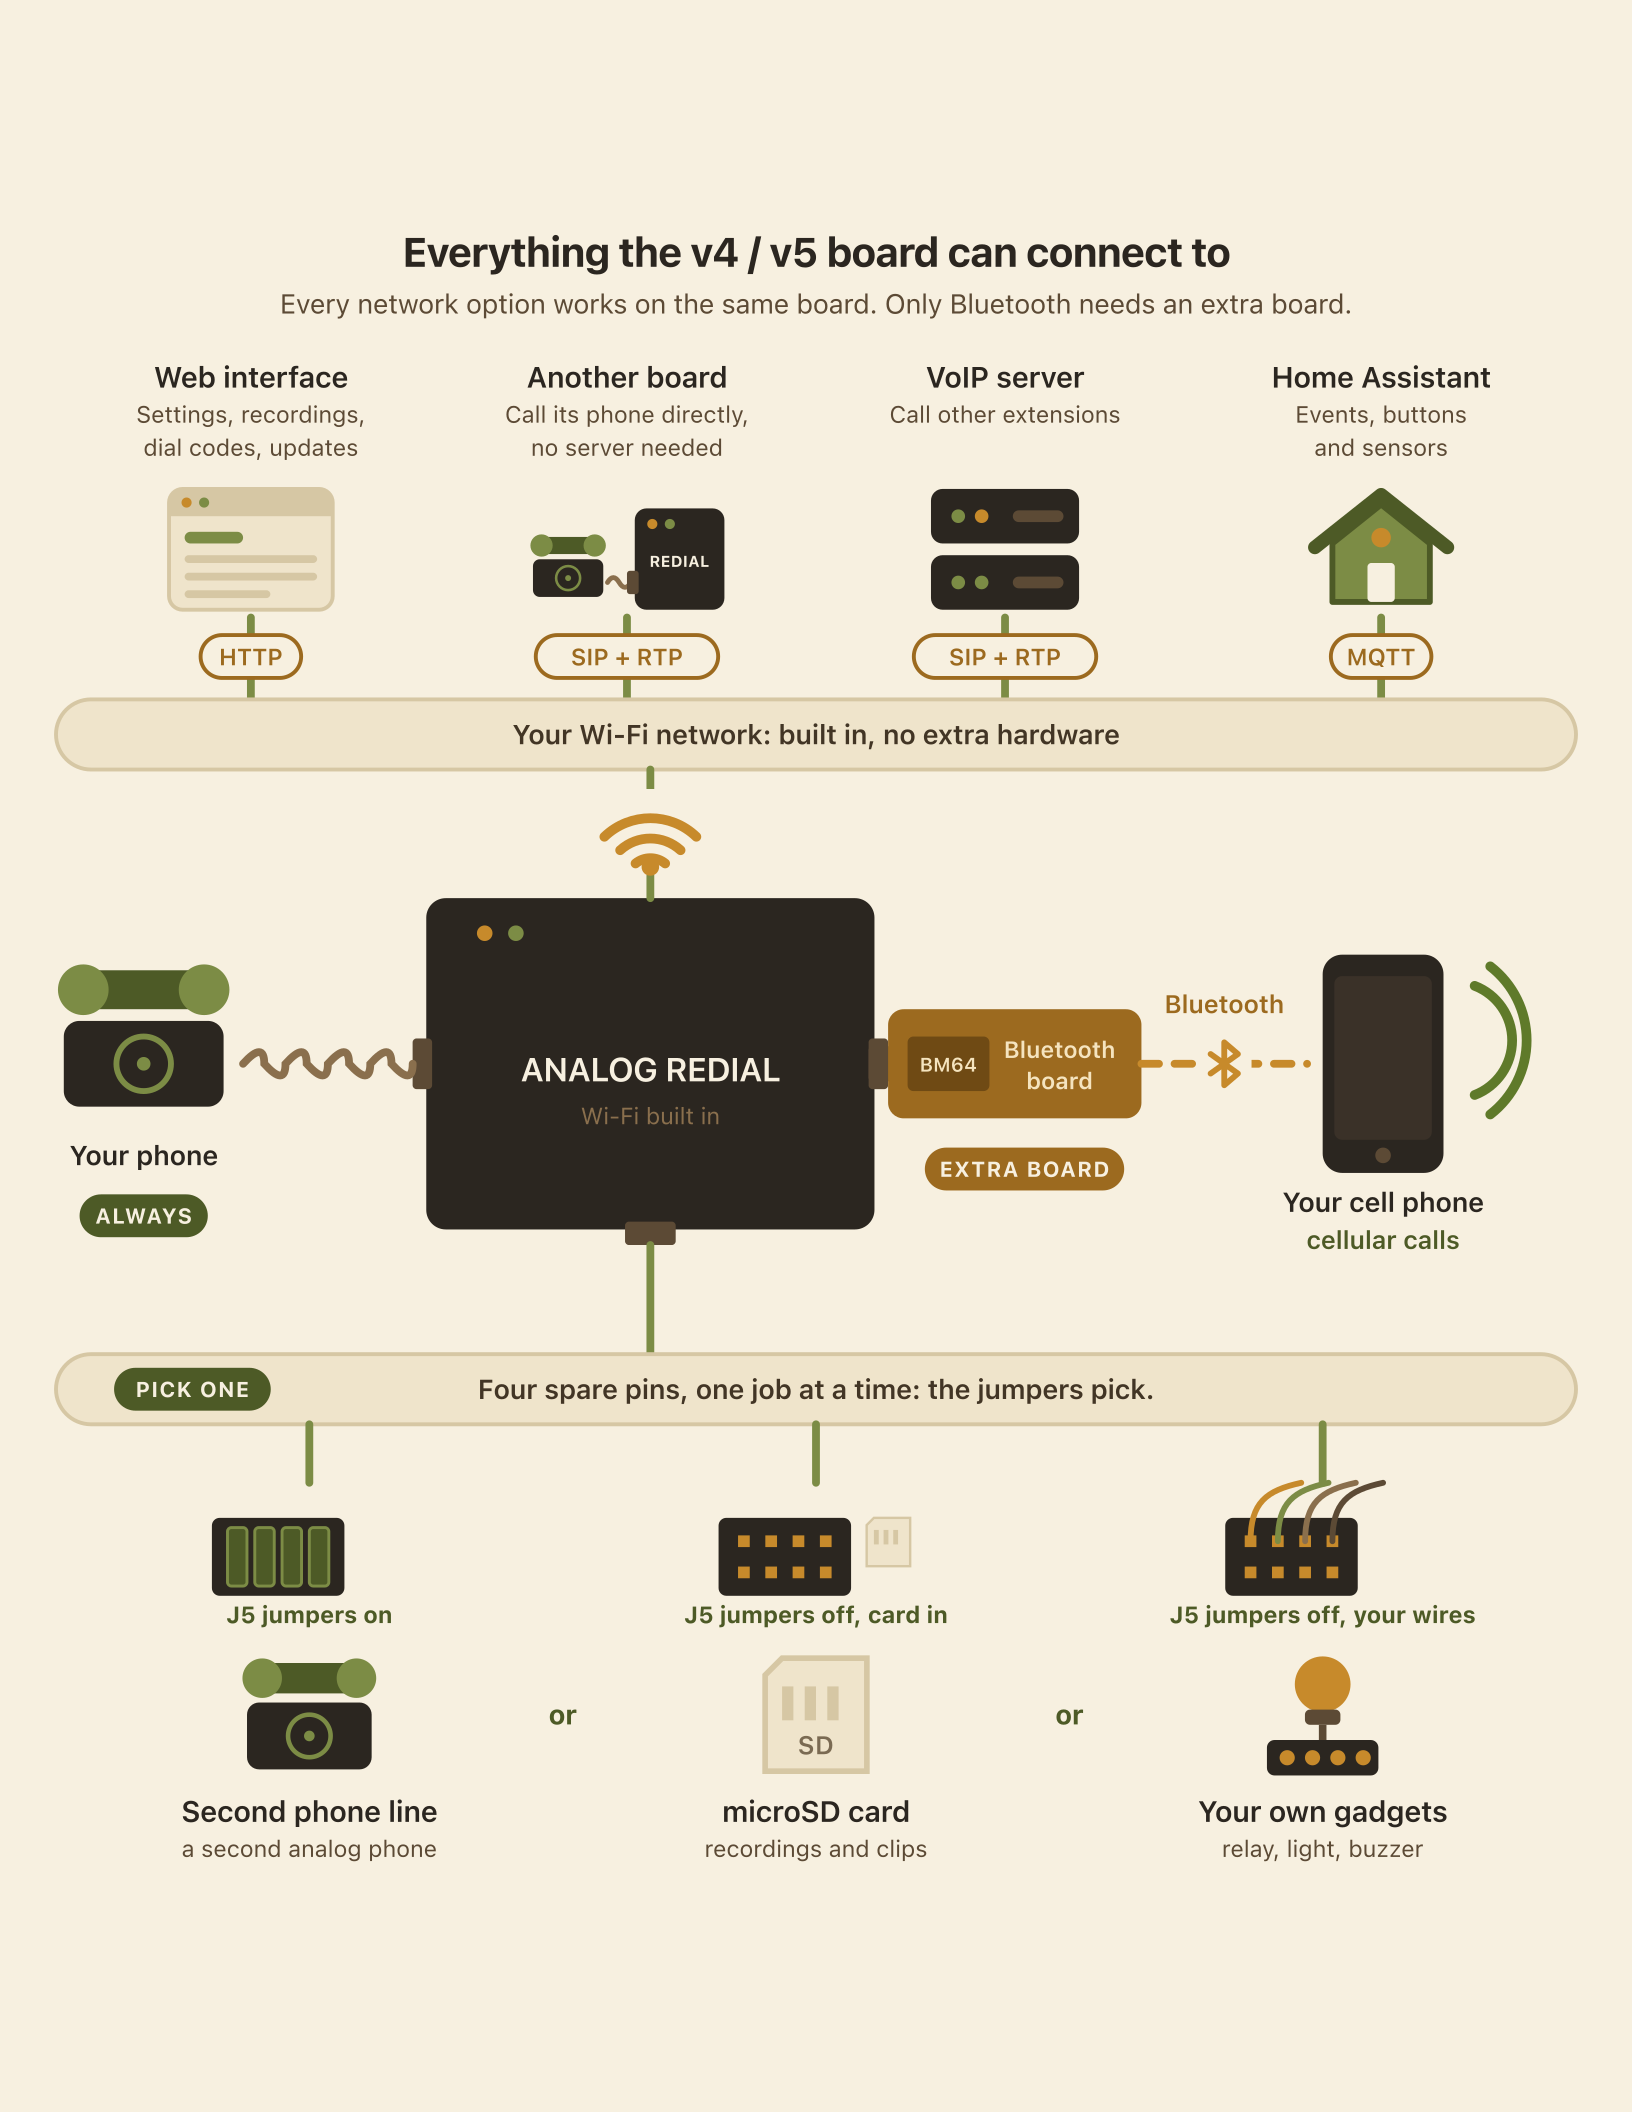 Everything the v4 / v5 board can connect to
Every network option works on the same board. Only Bluetooth needs an extra board.
Web interface
Settings, recordings,
dial codes, updates
Another board
Call its phone directly,
no server needed
VoIP server
Call other extensions
Home Assistant
Events, buttons
and sensors
REDIAL
HTTP
SIP + RTP
SIP + RTP
MQTT
Your Wi-Fi network: built in, no extra hardware
Your phone
ALWAYS
ANALOG REDIAL
Wi-Fi built in
BM64
Bluetooth
board
EXTRA BOARD
Bluetooth
Your cell phone
cellular calls
PICK ONE
Four spare pins, one job at a time: the jumpers pick.
J5 jumpers on
J5 jumpers off, card in
J5 jumpers off, your wires
or
SD
or
Second phone line
a second analog phone
microSD card
recordings and clips
Your own gadgets
relay, light, buzzer